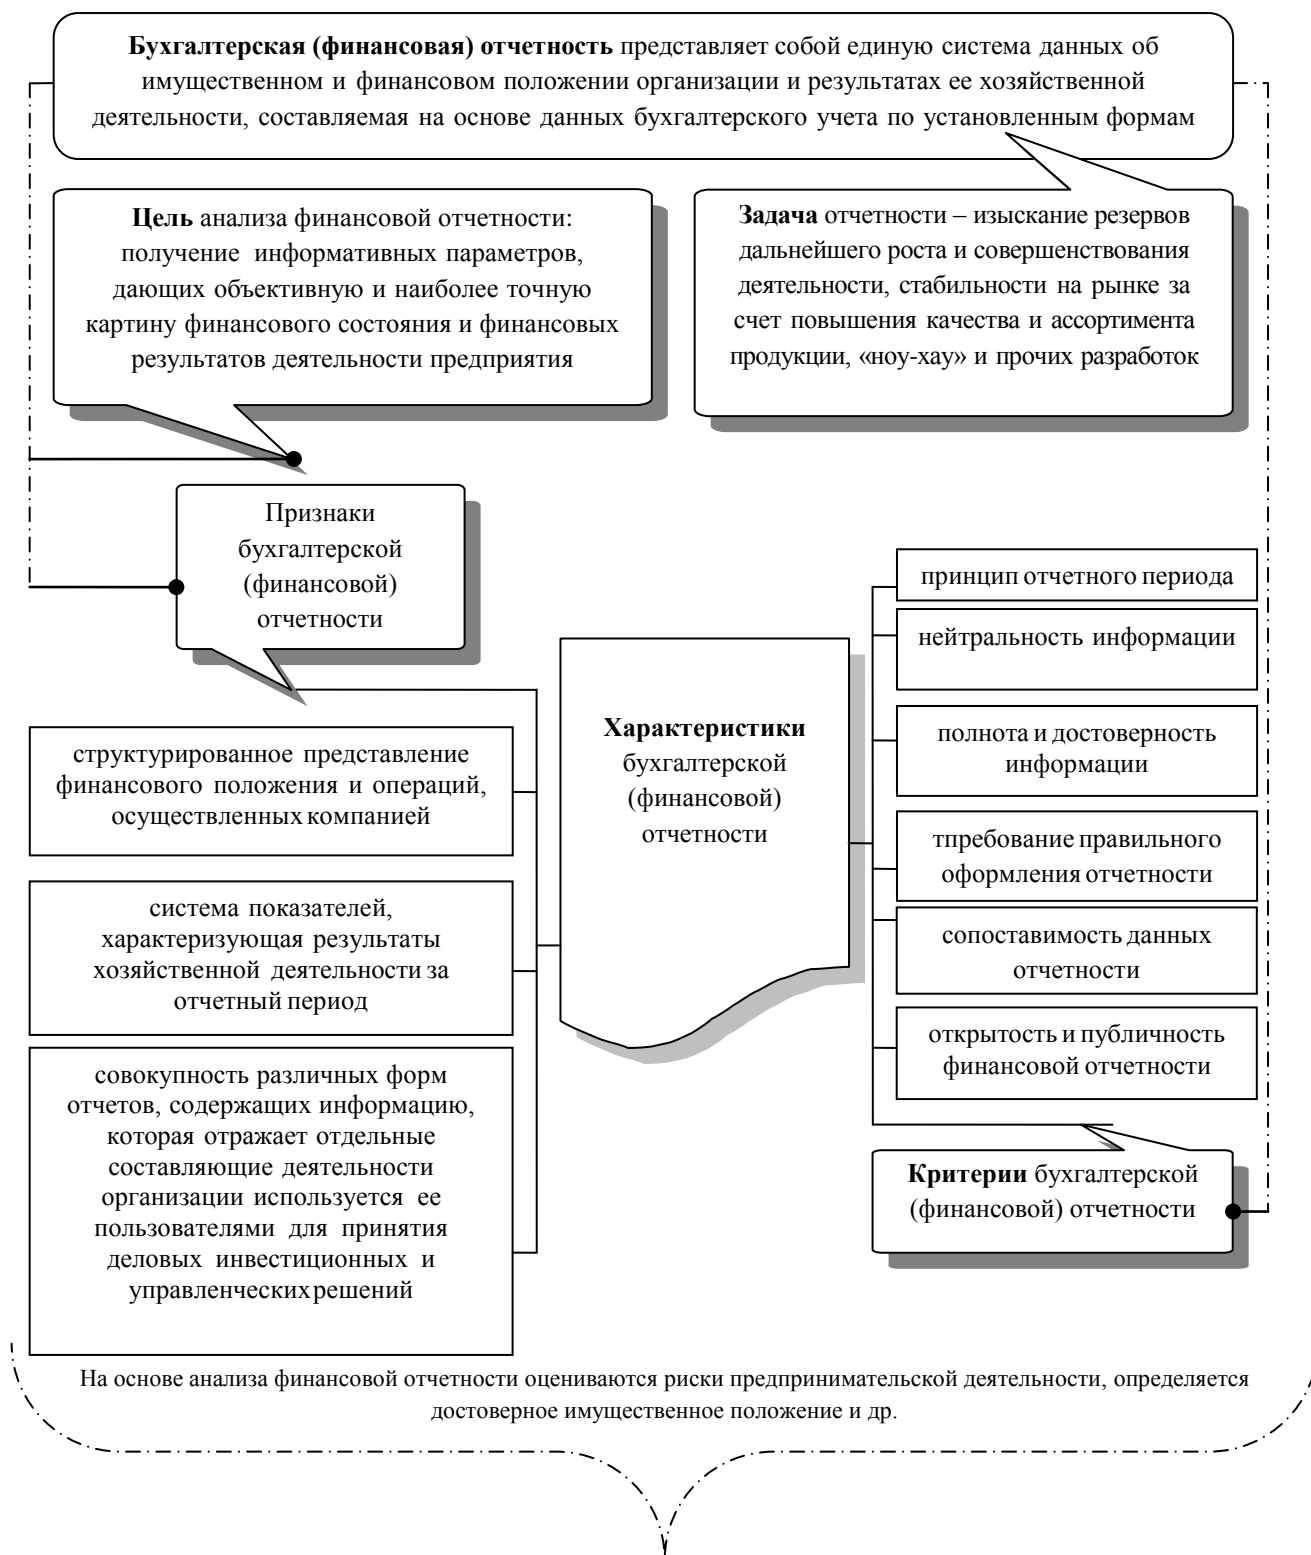 Бухгалтерская (финансовая) отчетность представляет собой единую система данных об
имущественном и финансовом положении организации и результатах ее хозяйственной
деятельности, составляемая на основе данных бухгалтерского учета по установленным формам
Цель анализа финансовой отчетности:
получение информативных параметров,
дающих объективную и наиболее точную
картину финансового состояния и финансовых
результатов деятельности предприятия
Задача отчетности – изыскание резервов
дальнейшего роста и совершенствования
деятельности, стабильности на рынке за
счет повышения качества и ассортимента
продукции, «ноу-хау» и прочих разработок
Признаки
бухгалтерской
(финансовой)
отчетности
структурированное представление
финансового положения и операций,
осуществленных компанией
система показателей,
характеризующая результаты
хозяйственной деятельности за
отчетный период
совокупность различных форм
отчетов, содержащих информацию,
которая отражает отдельные
составляющие деятельности
организации используется ее
пользователями для принятия
деловых инвестиционных и
управленческих решений
Характеристики
бухгалтерской
(финансовой)
отчетности
принцип отчетного периода
нейтральность информации
полнота и достоверность
информации
тпребование правильного
оформления отчетности
сопоставимость данных
отчетности
открытость и публичность
финансовой отчетности
Критерии бухгалтерской
(финансовой) отчетности
На основе анализа финансовой отчетности оцениваются риски предпринимательской деятельности, определяется
достоверное имущественное положение и др.